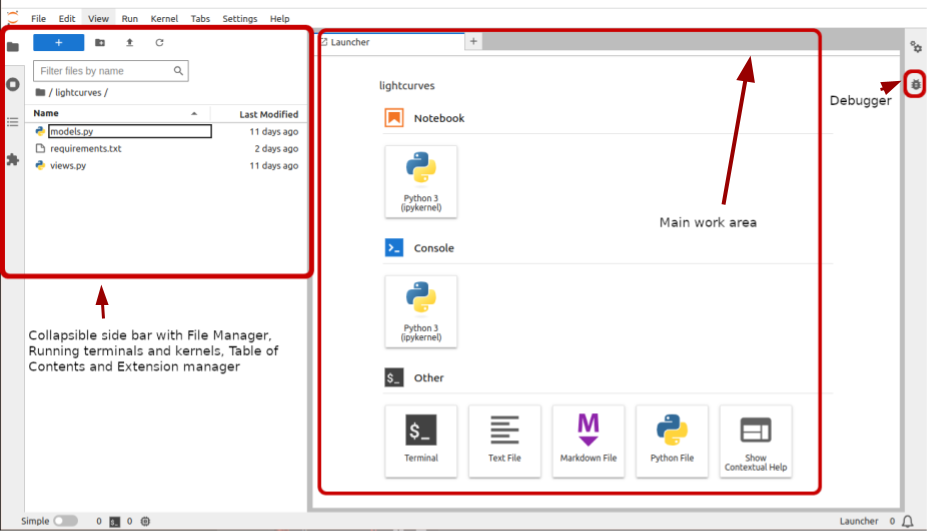 File Edit View Run Kernel Tabs Settings Help
+
Launcher
+
Filter files by name
/ lightcurves /
Name Last Modified
models.py 11 days ago
requirements.txt 2 days ago
views.py 11 days ago
lightcurves
Notebook
Python 3
(ipykernel)
Console
Python 3
(ipykernel)
$_ Other
$_
Terminal
Text File
M
Markdown File
Python File
Show
Contextual Help
Debugger
Main work area
Collapsible side bar with File Manager,
Running terminals and kernels, Table of
Contents and Extension manager
Simple 0 $_ 0
Launcher 0